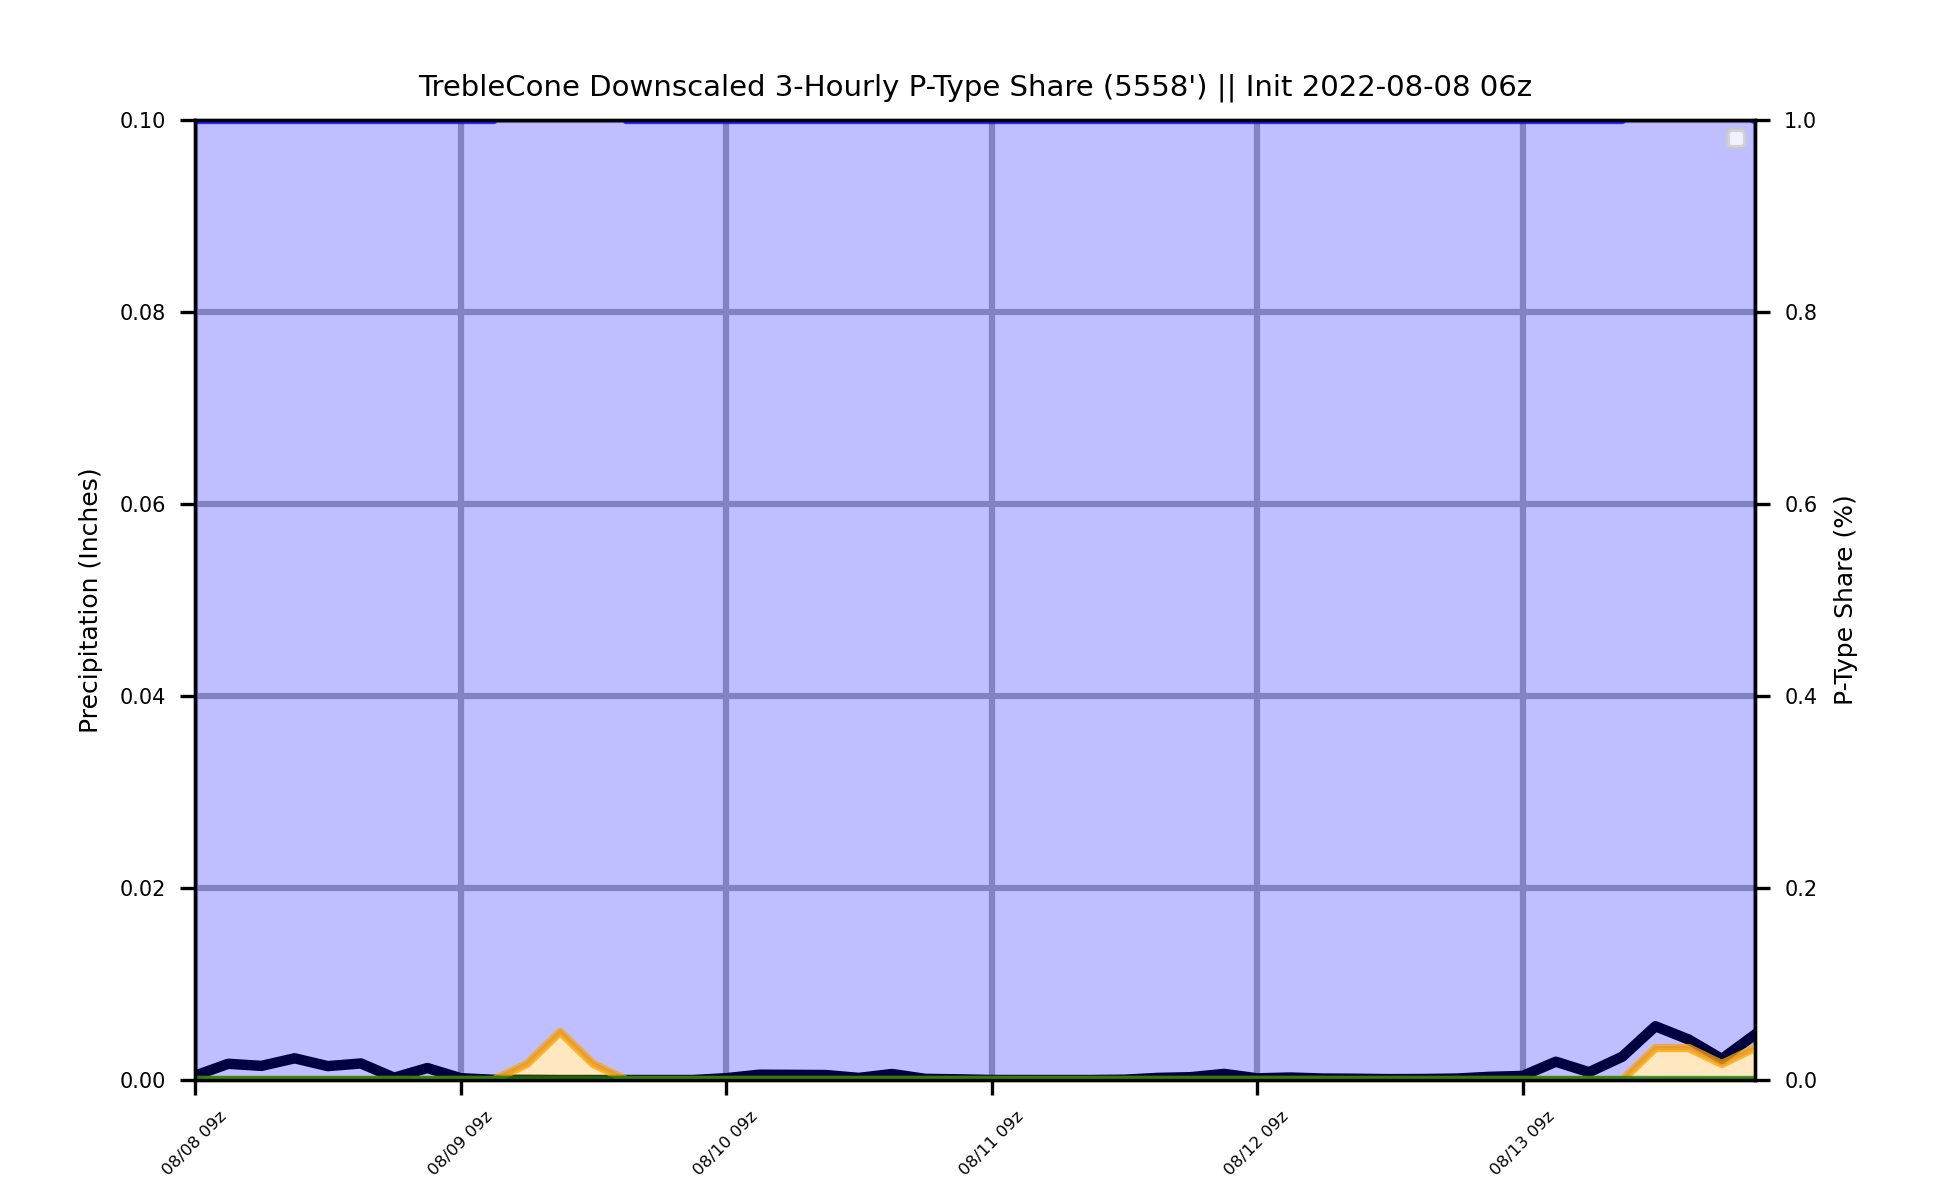 TrebleCone Downscaled 3-Hourly P-Type Share (5558') || Init 2022-08-08 06z
0.10
0.08
0.06
0.04
0.02
0.00
Precipitation (Inches)
1.0
0.8
0.6
0.4
0.2
0.0
P-Type Share (%)
08/08 09z
08/09 09z
08/10 09z
08/11 09z
08/12 09z
08/13 09z